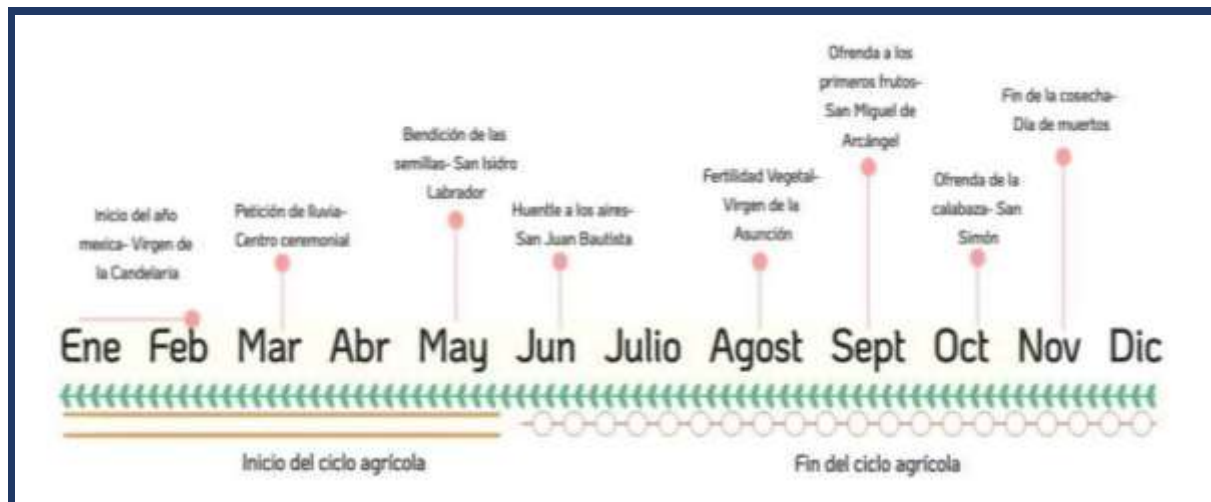 Inicio del año
mexica- Virgen de
la Candelaria
Petición de lluvia-
Centro ceremonial
Bendición de las
semillas- San Isidro
Labrador
Huentle a los aires-
San Juan Bautista
Fertilidad Vegetal-
Virgen de la
Asunción
Ofrenda a los
primeros frutos-
San Miguel de
Arcángel
Ofrenda de la
calabaza- San
Simón
Fin de la cosecha-
Día de muertos
Ene Feb Mar Abr May Jun Julio Agost Sept Oct Nov Dic
Inicio del ciclo agrícola
Fin del ciclo agrícola